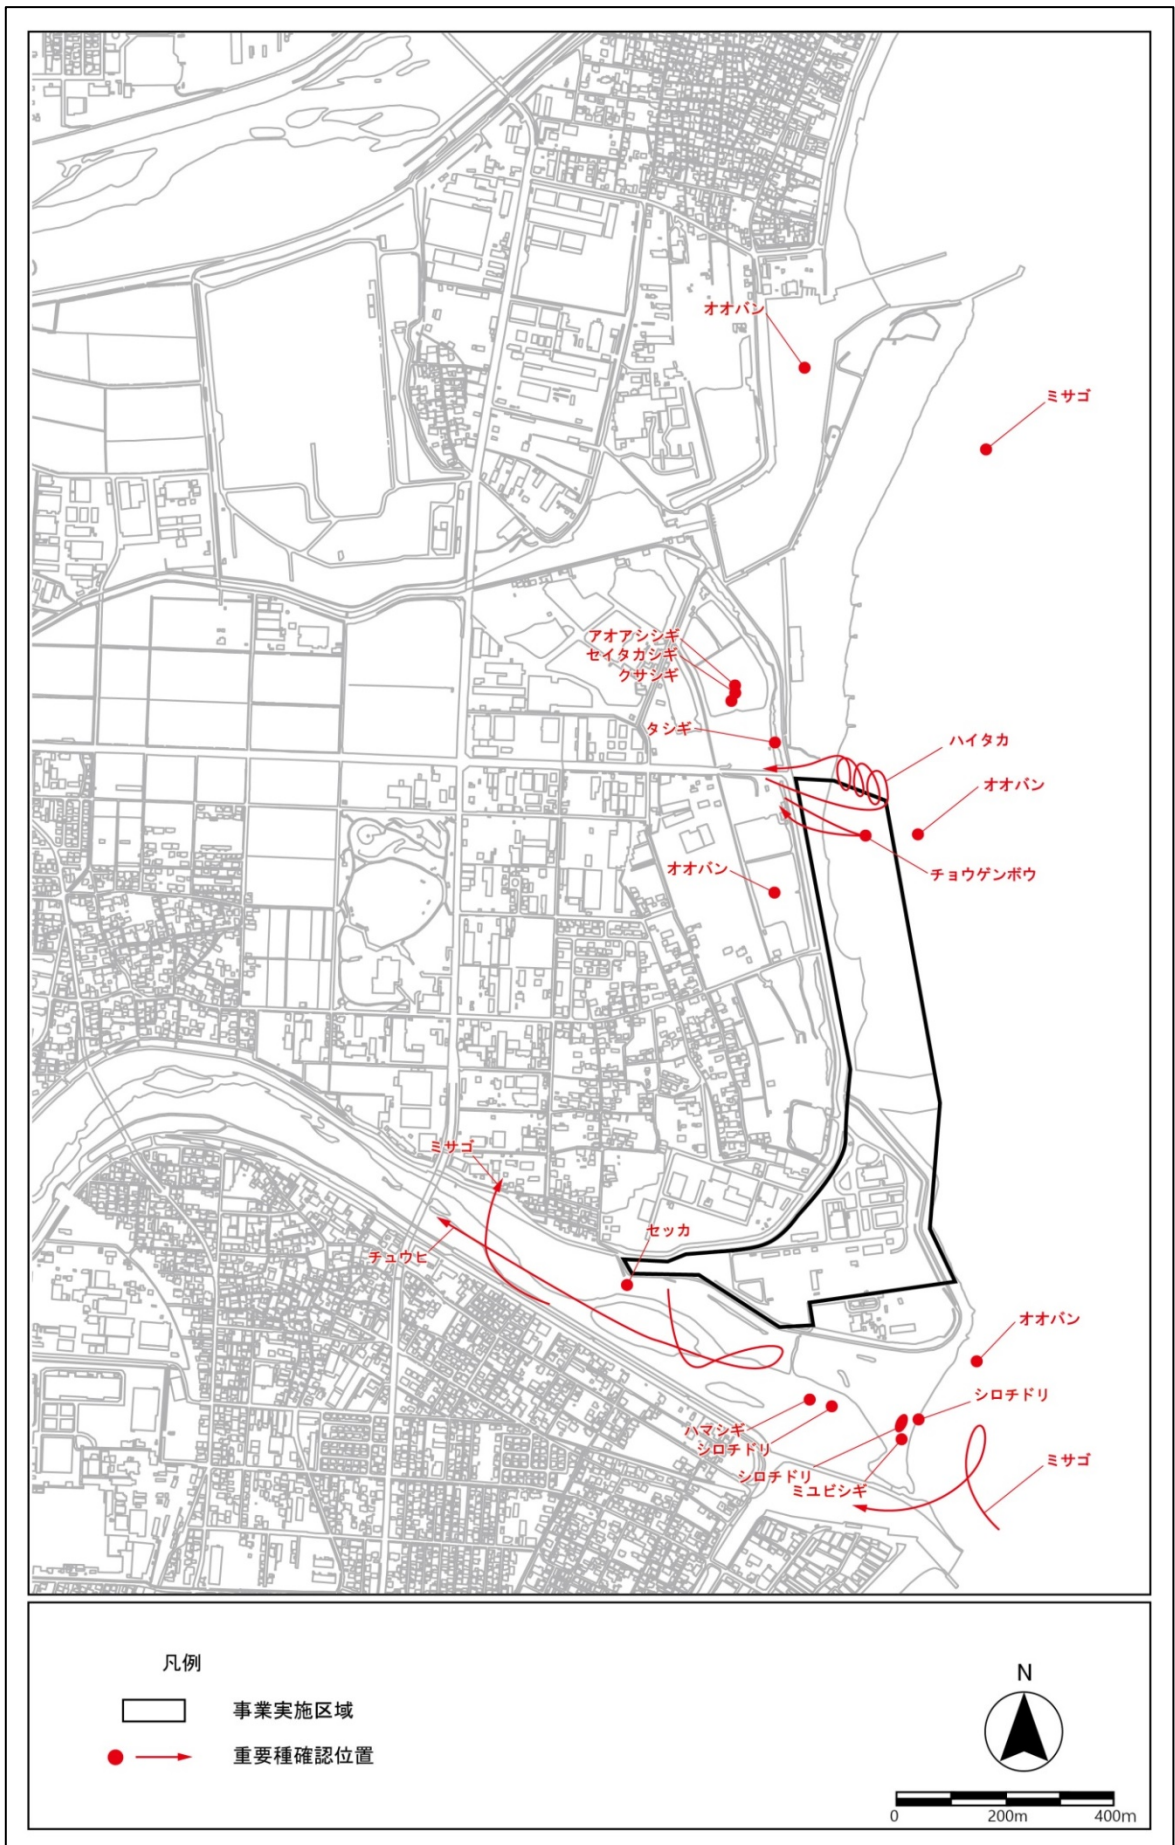 オオバン
ミサゴ
アオアシシギ
セイタカシギ
クサシギ
タシギ
ハイタカ
オオバン
オオバン
チョウゲンボウ
ミサゴ
セッカ
チュウヒ
オオバン
シロチドリ
ハマシギ
シロチドリ
シロチドリ
ミサゴ
ミユビシギ
凡例
事業実施区域
重要種確認位置
N
0 200m 400m